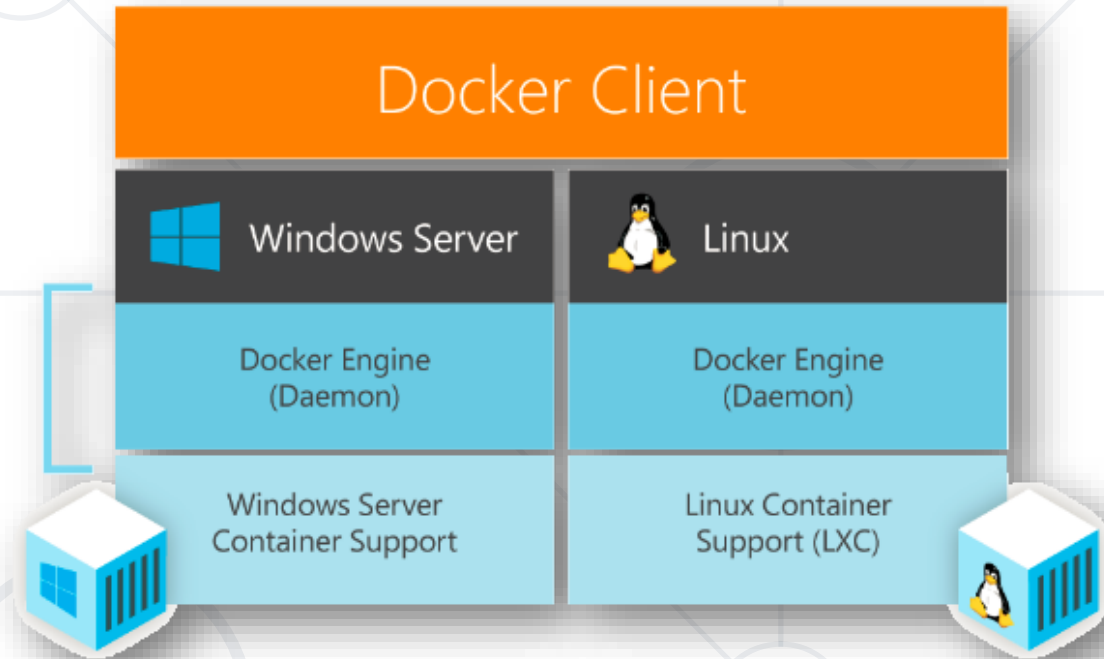 Docker Client
Windows Server
Linux
Docker Engine
(Daemon)
Docker Engine
(Daemon)
Windows Server
Container Support
Linux Container
Support (LXC)